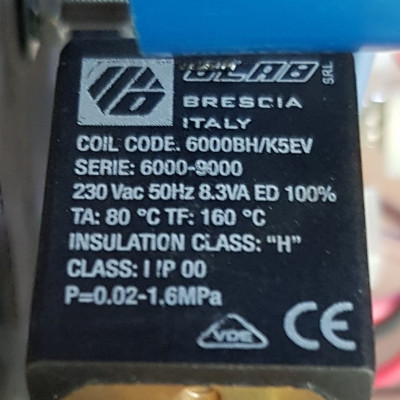 OLAB S.R.L.
BRESCIA
ITALY
COIL CODE. 6000BH/K5EV
SERIE: 6000-9000
230 Vac 50Hz 8.3VA ED 100%
TA: 80 °C TF: 160 °C
INSULATION CLASS: "H"
CLASS: I IP 00
P=0.02-1.6MPa
VDE CE